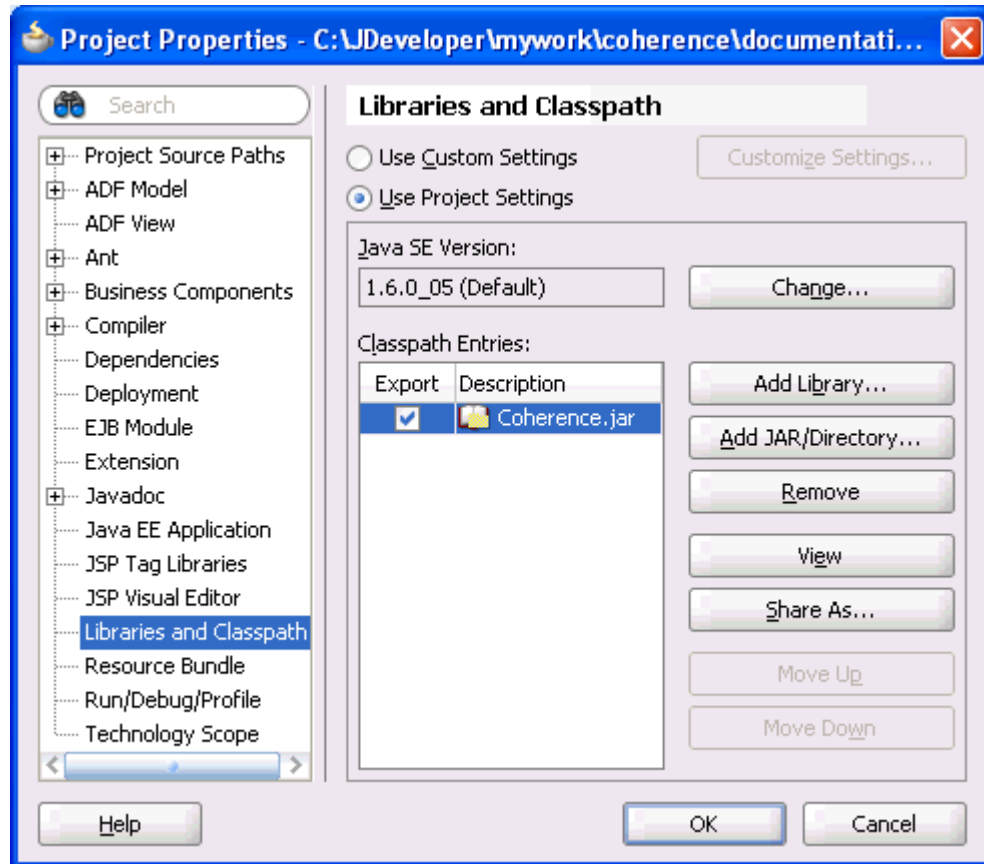 Project Properties - C:\JDeveloper\mywork\coherence\documentati...
Search
Project Source Paths
ADF Model
ADF View
Ant
Business Components
Compiler
Dependencies
Deployment
EJB Module
Extension
Javadoc
Java EE Application
JSP Tag Libraries
JSP Visual Editor
Libraries and Classpath
Resource Bundle
Run/Debug/Profile
Technology Scope
Libraries and Classpath
Use Custom Settings
Customize Settings...
Use Project Settings
Java SE Version:
1.6.0_05 (Default)
Change...
Classpath Entries:
Export Description
Coherence.jar
Add Library...
Add JAR/Directory...
Remove
View
Share As...
Move Up
Move Down
Help
OK
Cancel